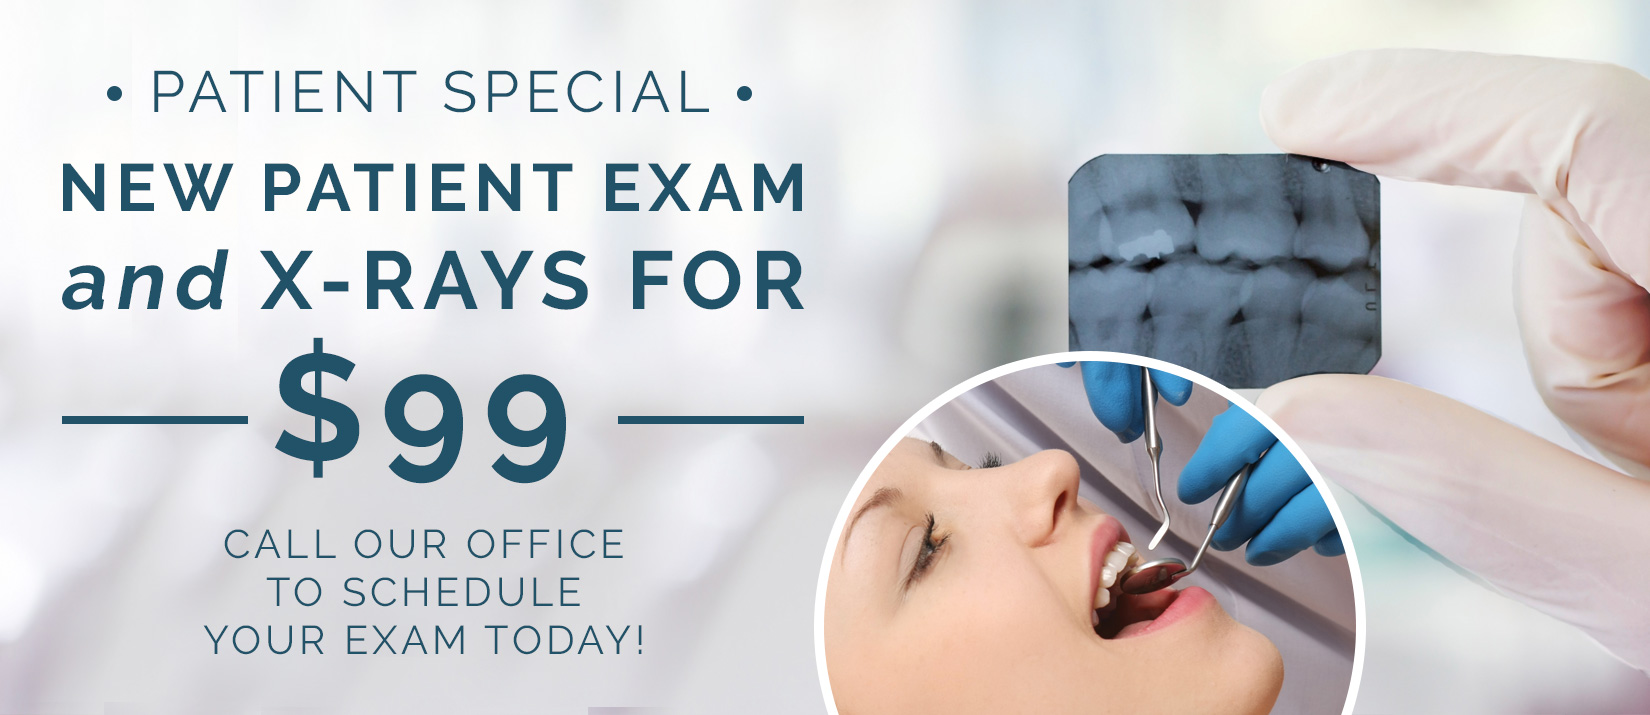 • PATIENT SPECIAL •
NEW PATIENT EXAM
and X-RAYS FOR
$99
CALL OUR OFFICE
TO SCHEDULE
YOUR EXAM TODAY!